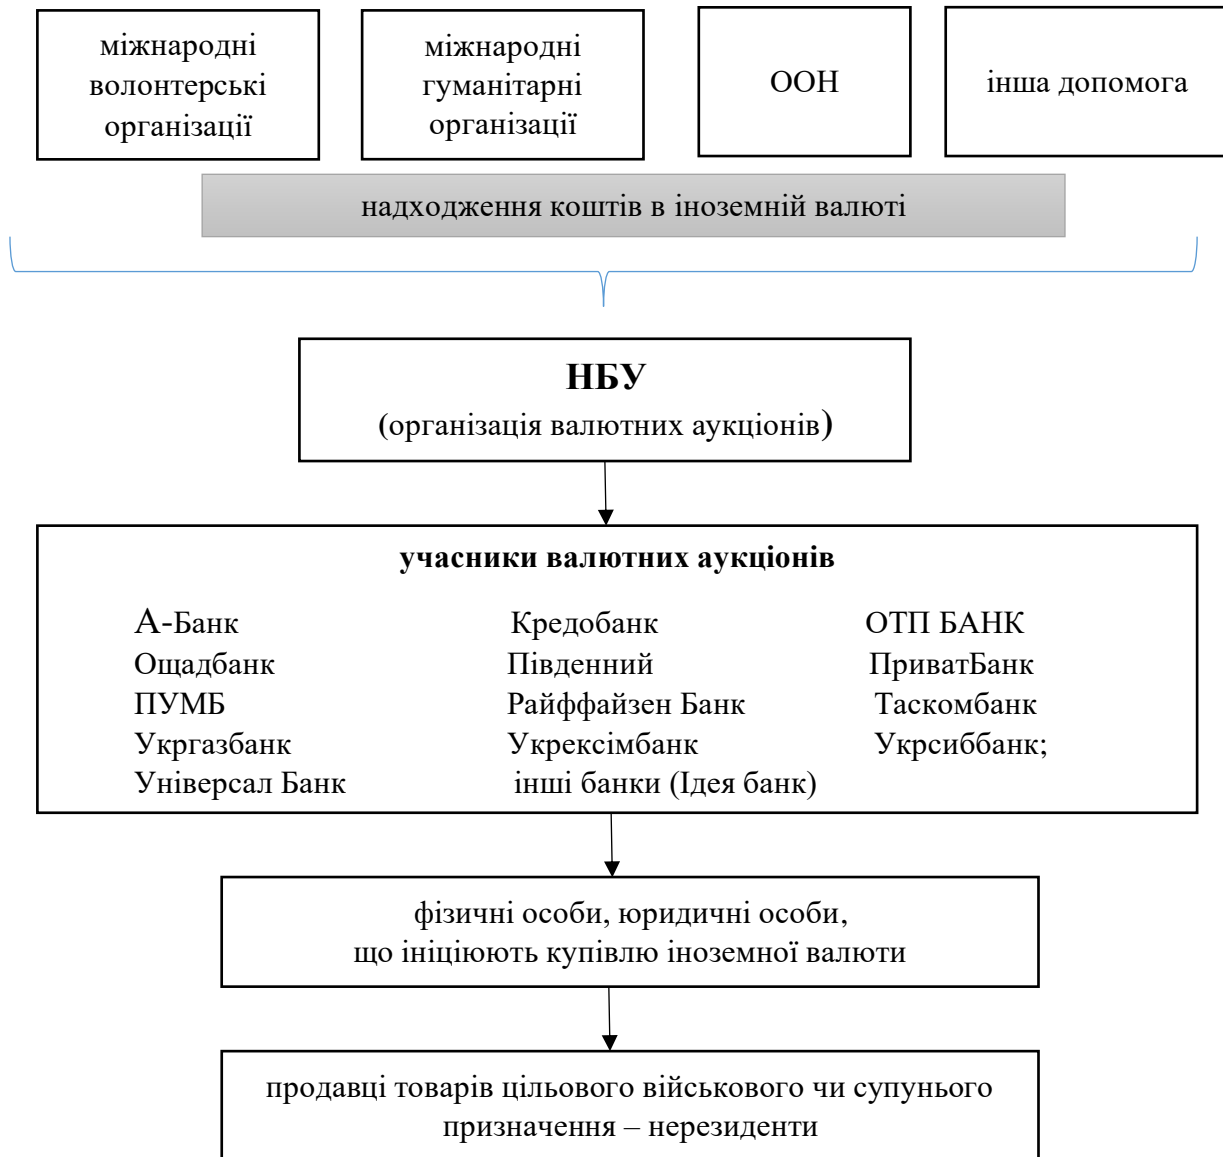 міжнародні
волонтерські
організації
міжнародні
гуманітарні
організації
ООН
інша допомога
надходження коштів в іноземній валюті
НБУ
(організація валютних аукціонів)
учасники валютних аукціонів
А-Банк Кредобанк ОТП БАНК
Ощадбанк Південний ПриватБанк
ПУМБ Райффайзен Банк Таскомбанк
Укргазбанк Укрексімбанк Укрсиббанк;
Універсал Банк інші банки (Ідея банк)
фізичні особи, юридичні особи,
що ініціюють купівлю іноземної валюти
продавці товарів цільового військового чи супунього
призначення – нерезиденти